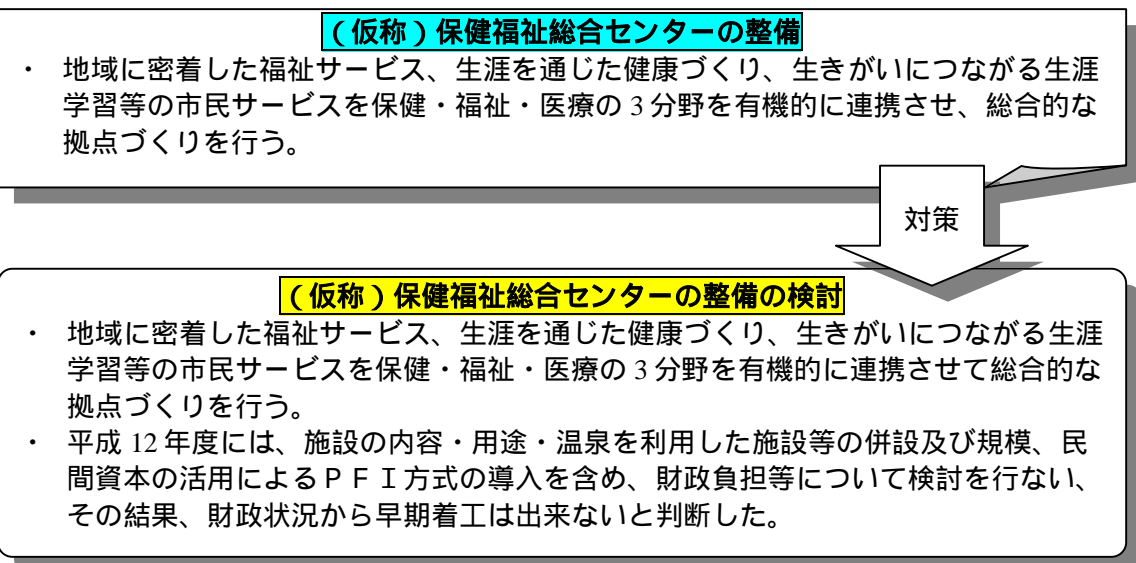 （仮称）保健福祉総合センターの整備
・ 地域に密着した福祉サービス、生涯を通じた健康づくり、生きがいにつながる生涯
学習等の市民サービスを保健・福祉・医療の３分野を有機的に連携させ、総合的な
拠点づくりを行う。
対策
（仮称）保健福祉総合センターの整備の検討
・ 地域に密着した福祉サービス、生涯を通じた健康づくり、生きがいにつながる生涯
学習等の市民サービスを保健・福祉・医療の３分野を有機的に連携させて総合的な
拠点づくりを行う。
・ 平成 12 年度には、施設の内容・用途・温泉を利用した施設等の併設及び規模、民
間資本の活用によるＰＦＩ方式の導入を含め、財政負担等について検討を行ない、
その結果、財政状況から早期着工は出来ないと判断した。